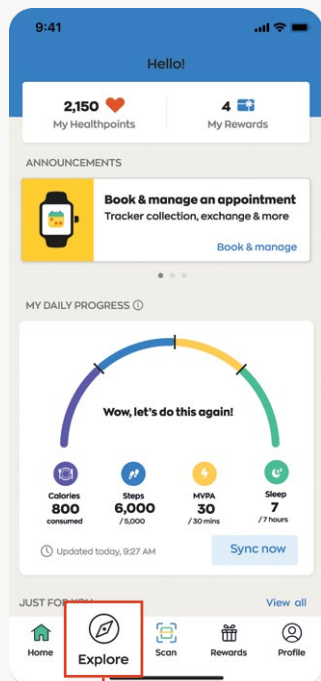 9:41
Hello!
2,150
My Healthpoints
4
My Rewards
ANNOUNCEMENTS
Book & manage an appointment
Tracker collection, exchange & more
Book & manage
MY DAILY PROGRESS
Wow, let's do this again!
Calories
800
consumed
Steps
6,000
/5,000
MVPA
30
/30 mins
Sleep
7
/7 hours
Updated today, 9:27 AM
Sync now
JUST FOR YOU
View all
Home
Explore
Scan
Rewards
Profile